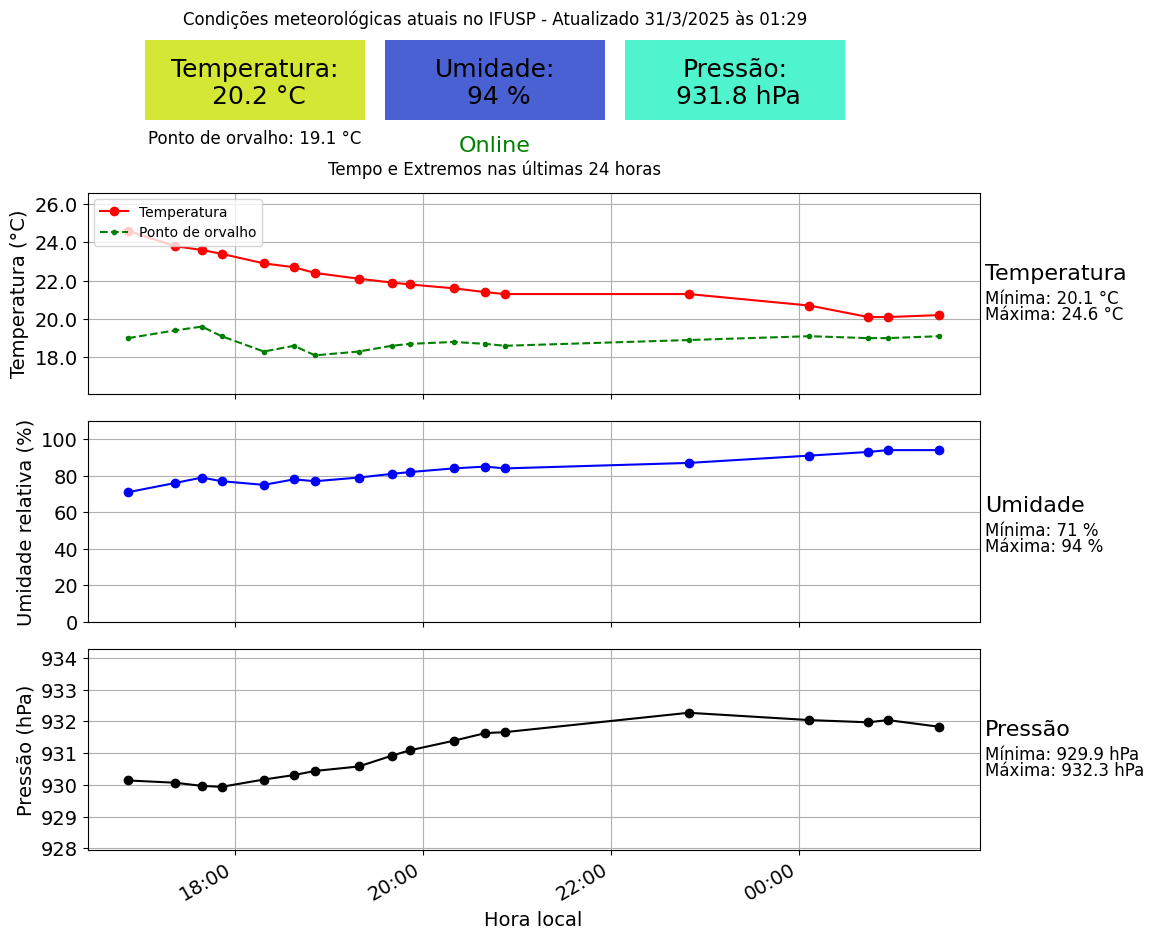 Condições meteorológicas atuais no IFUSP - Atualizado 31/3/2025 às 01:29
Temperatura:
20.2 °C
Umidade:
94 %
Pressão:
931.8 hPa
Ponto de orvalho: 19.1 °C
Online
Tempo e Extremos nas últimas 24 horas
Temperatura (°C)
26.0
24.0
22.0
20.0
18.0
Temperatura
Ponto de orvalho
Temperatura
Mínima: 20.1 °C
Máxima: 24.6 °C
Umidade relativa (%)
100
80
60
40
20
0
Umidade
Mínima: 71 %
Máxima: 94 %
Pressão (hPa)
934
933
932
931
930
929
928
Pressão
Mínima: 929.9 hPa
Máxima: 932.3 hPa
18:00
20:00
22:00
00:00
Hora local